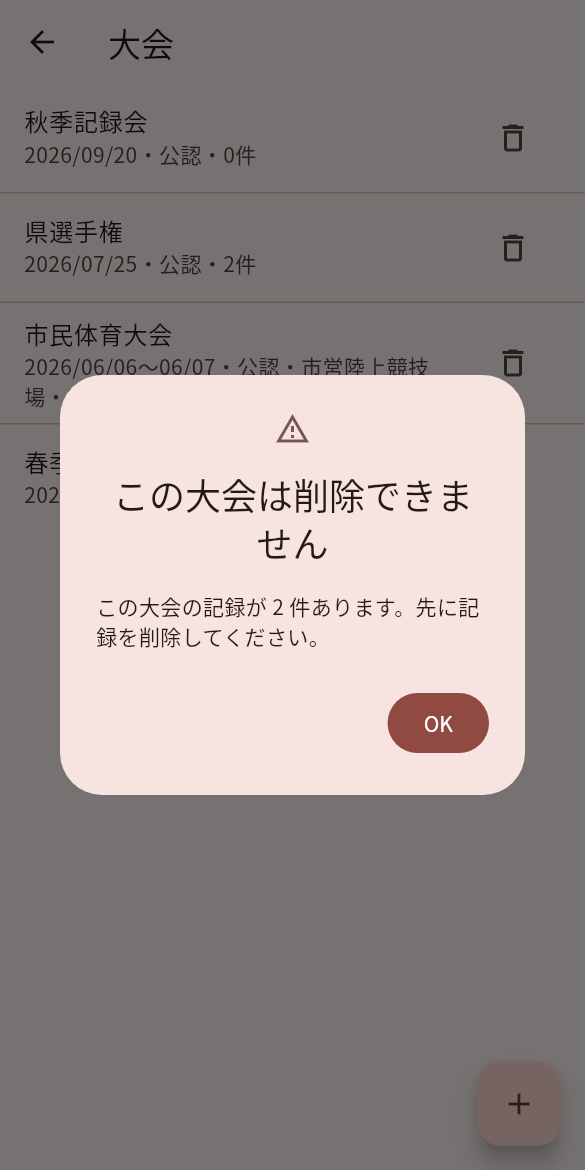 大会
秋季記録会
2026/09/20・公認・0件
県選手権
2026/07/25・公認・2件
市民体育大会
2026/06/06〜06/07・公認・市営陸上競技
場・
春
202
この大会は削除できま
せん
この大会の記録が 2 件あります。先に記
録を削除してください。
OK